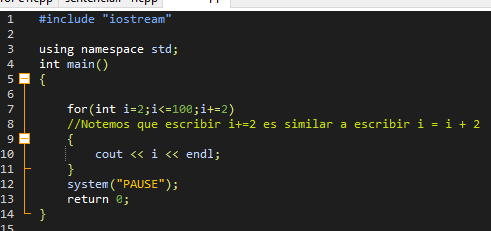 1 #include "iostream"
2
3 using namespace std;
4 int main()
5 {
6
7 for(int i=2;i<=100;i+=2)
8 //Notemos que escribir i+=2 es similar a escribir i = i + 2
9 {
10 cout << i << endl;
11 }
12 system("PAUSE");
13 return 0;
14 }
15